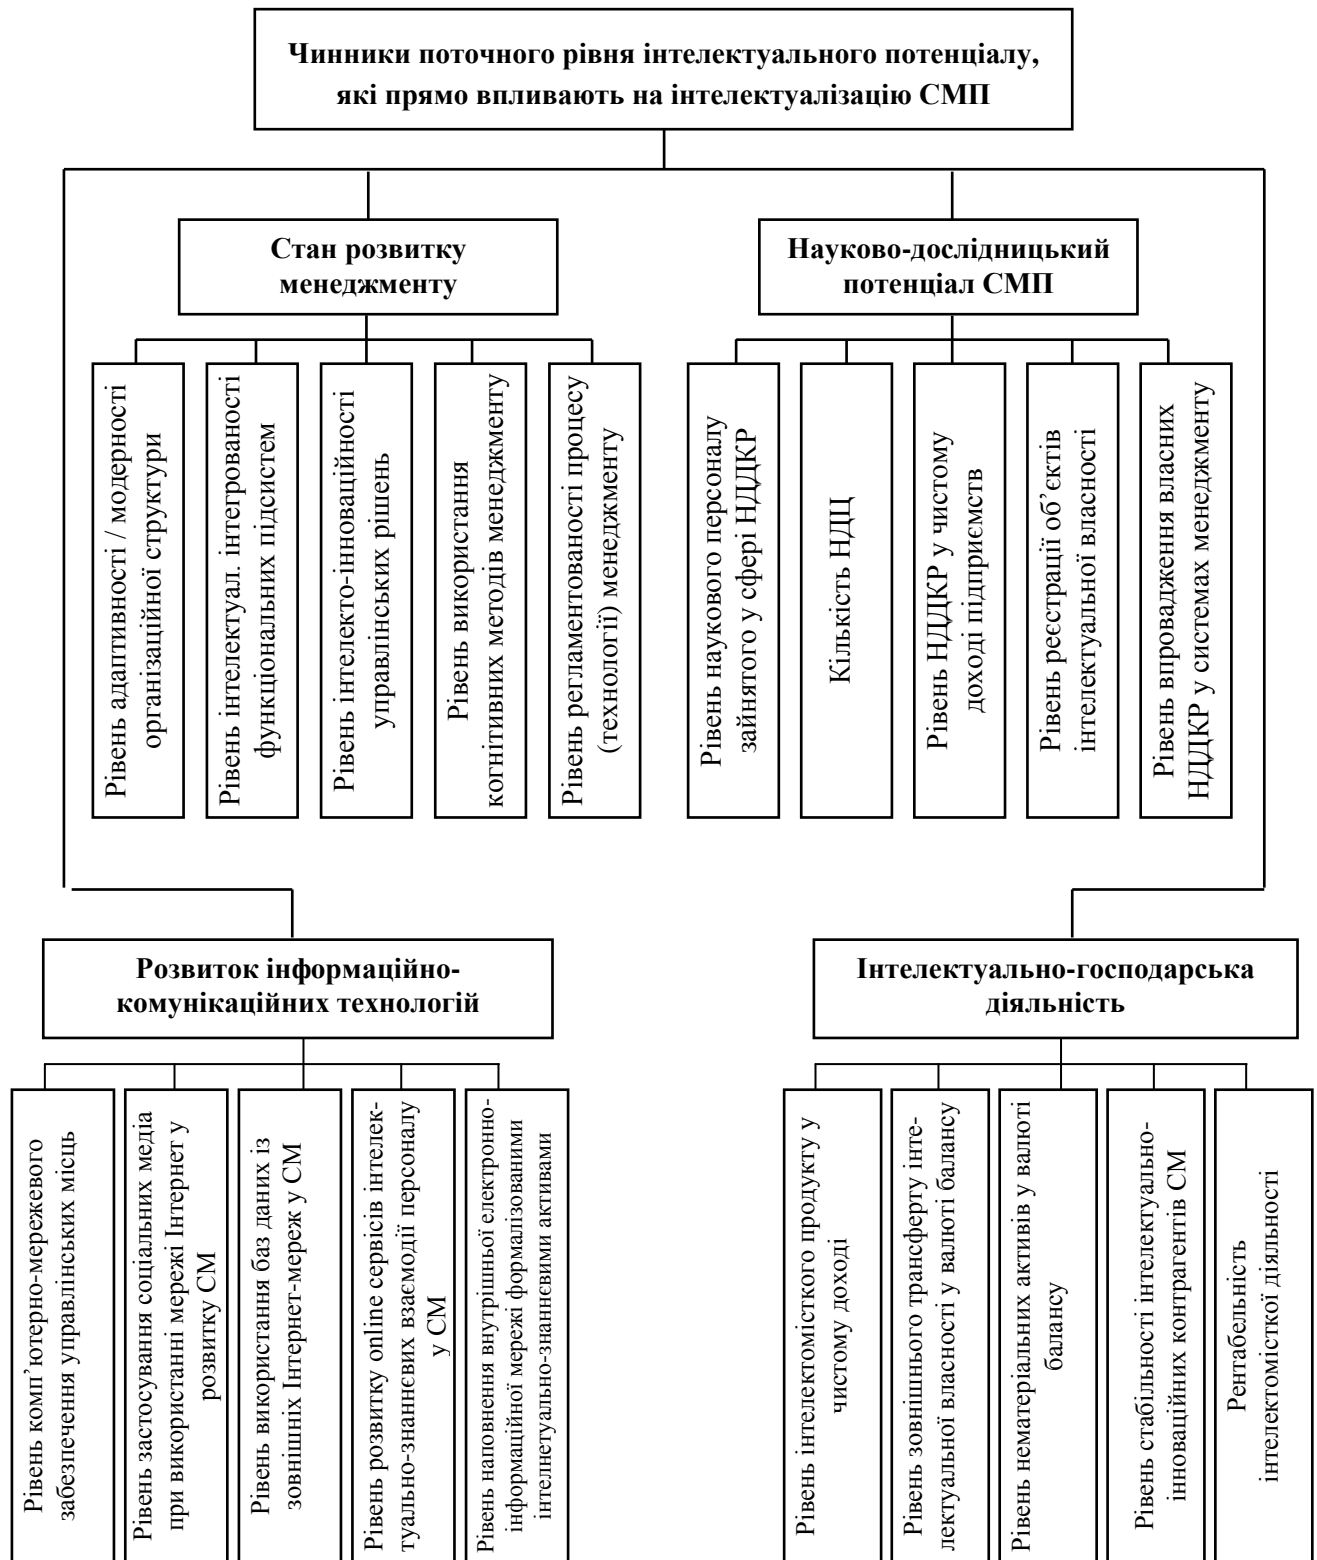 Чинники поточного рівня інтелектуального потенціалу,
які прямо впливають на інтелектуалізацію СМП
Стан розвитку
менеджменту
Науково-дослідницький
потенціал СМП
Рівень адаптивності / модерності
організаційної структури
Рівень інтелектуал. інтегрованості
функціональних підсистем
Рівень інтелекто-інноваційності
управлінських рішень
Рівень використання
когнітивних методів менеджменту
Рівень регламентованості процесу
(технології) менеджменту
Рівень наукового персоналу
зайнятого у сфері НДДКР
Кількість НДЦ
Рівень НДДКР у чистому
доході підприємств
Рівень реєстрації об’єктів
інтелектуальної власності
Рівень впровадження власних
НДДКР у системах менеджменту
Розвиток інформаційно-
комунікаційних технологій
Інтелектуально-господарська
діяльність
Рівень комп’ютерно-мережевого
забезпечення управлінських місць
Рівень застосування соціальних медіа
при використанні мережі Інтернет у
розвитку СМ
Рівень використання баз даних із
зовнішніх Інтернет-мереж у СМ
Рівень розвитку online сервісів інтелек-
туально-знаннєвих взаємодії персоналу
у СМ
Рівень наповнення внутрішньої електронно-
інформаційної мережі формалізованими
інтелнетуально-знаннєвими активами
Рівень інтелектомісткого продукту у
чистому доході
Рівень зовнішнього трансферту інте-
лектуальної власності у валюті балансу
Рівень нематеріальних активів у валюті
балансу
Рівень стабільності інтелектуально-
інноваційних контрагентів СМ
Рентабельність
інтелектомісткої діяльності